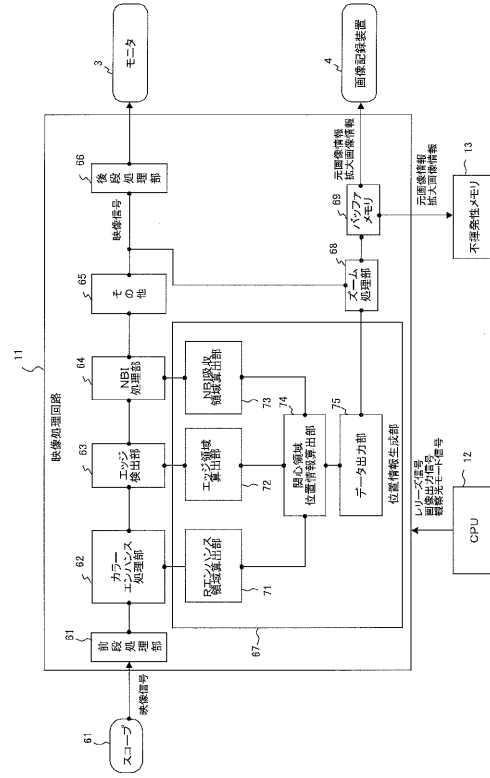 11
映像処理回路
61
スコープ
映像信号
61
前段処理部
62
カラー
エンハンス
処理部
63
エッジ
検出部
64
NBI
処理部
65
その他
映像信号
66
後段処理部
3
モニタ
67
Rエンハンス
領域算出部
71
エッジ領域
算出部
72
NBI吸収
領域算出部
73
関心領域
位置情報算出部
74
データ出力部
75
位置情報生成部
68
ズーム
処理部
69
バッファ
メモリ
元画像情報
拡大画像情報
4
画像記録装置
元画像情報
拡大画像情報
13
不揮発性メモリ
レリーズ信号
画像出力信号
観察光モード信号
12
CPU